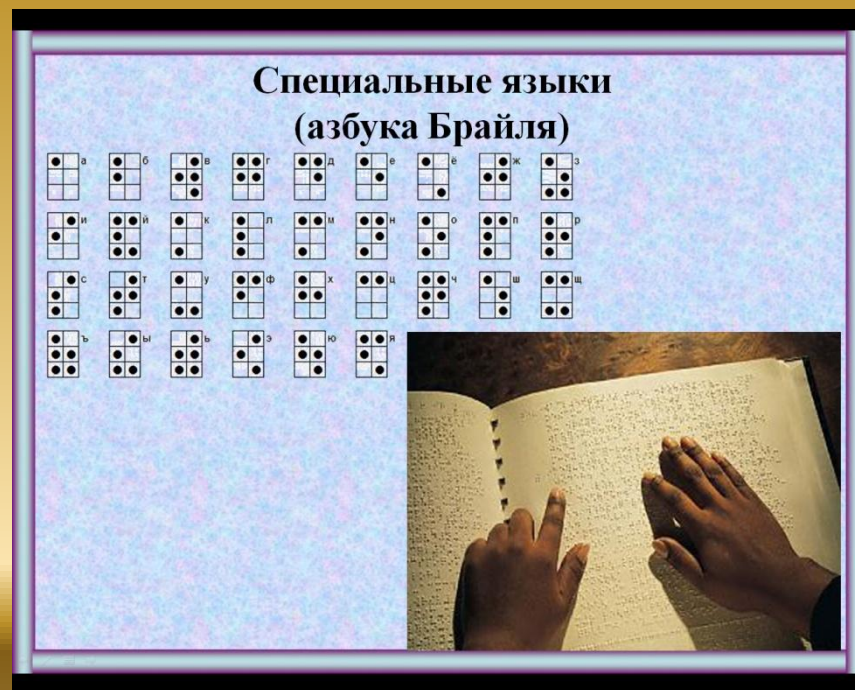 Специальные языки
(азбука Брайля)
а б в г д е ё ж з
и й к л м н о п р
с т у ф х ц ч ш щ
ъ ы ь э ю я